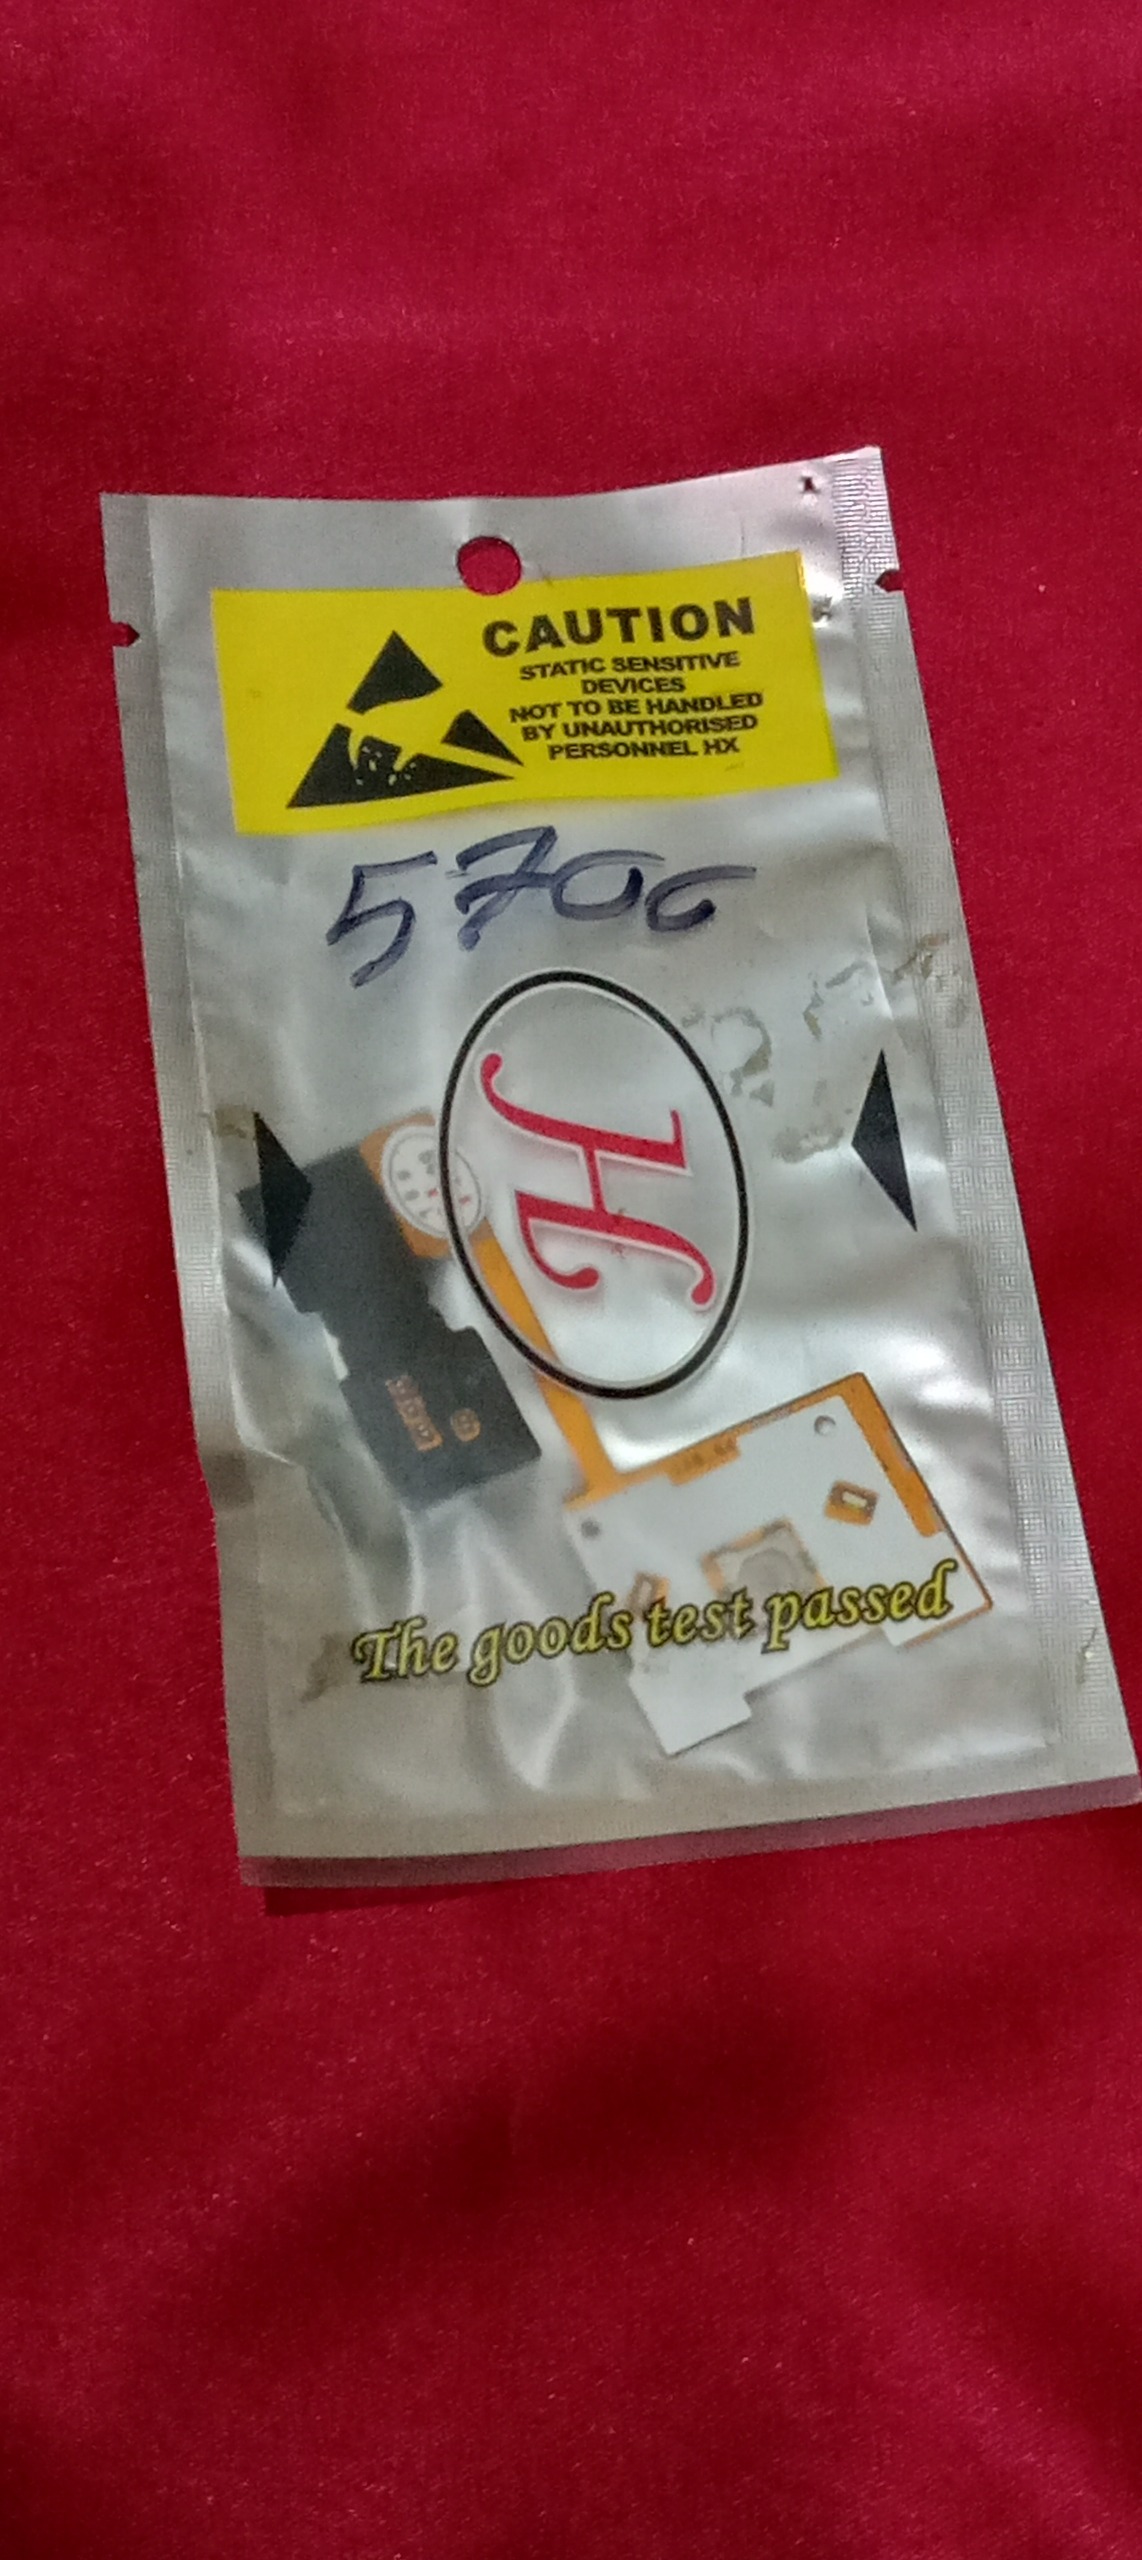 CAUTION
STATIC SENSITIVE
DEVICES
NOT TO BE HANDLED
BY UNAUTHORISED
PERSONNEL HX
5700
H
The goods test passed